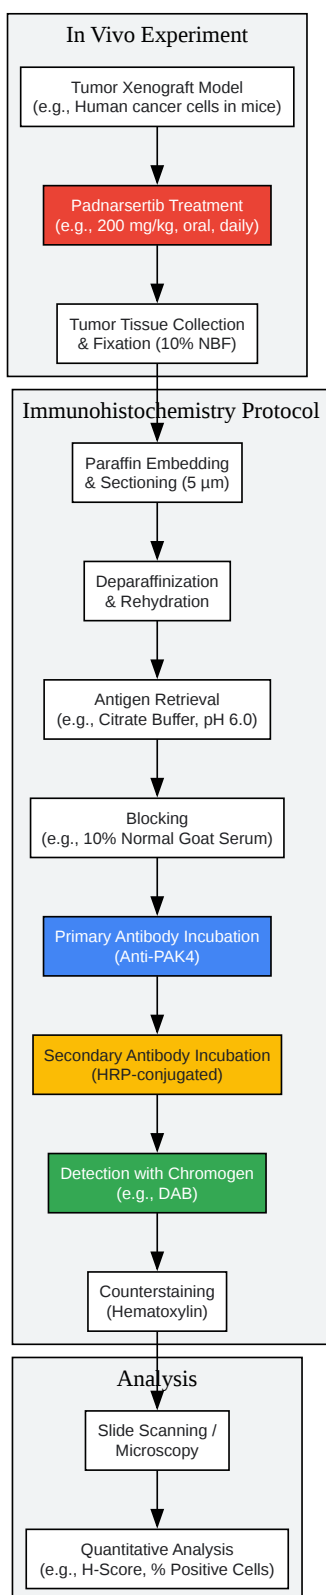 In Vivo Experiment
Tumor Xenograft Model
(e.g., Human cancer cells in mice)
Padnarsertib Treatment
(e.g., 200 mg/kg, oral, daily)
Tumor Tissue Collection
& Fixation (10% NBF)
Immunohistochemistry Protocol
Paraffin Embedding
& Sectioning (5 µm)
Deparaffinization
& Rehydration
Antigen Retrieval
(e.g., Citrate Buffer, pH 6.0)
Blocking
(e.g., 10% Normal Goat Serum)
Primary Antibody Incubation
(Anti-PAK4)
Secondary Antibody Incubation
(HRP-conjugated)
Detection with Chromogen
(e.g., DAB)
Counterstaining
(Hematoxylin)
Analysis
Slide Scanning /
Microscopy
Quantitative Analysis
(e.g., H-Score, % Positive Cells)